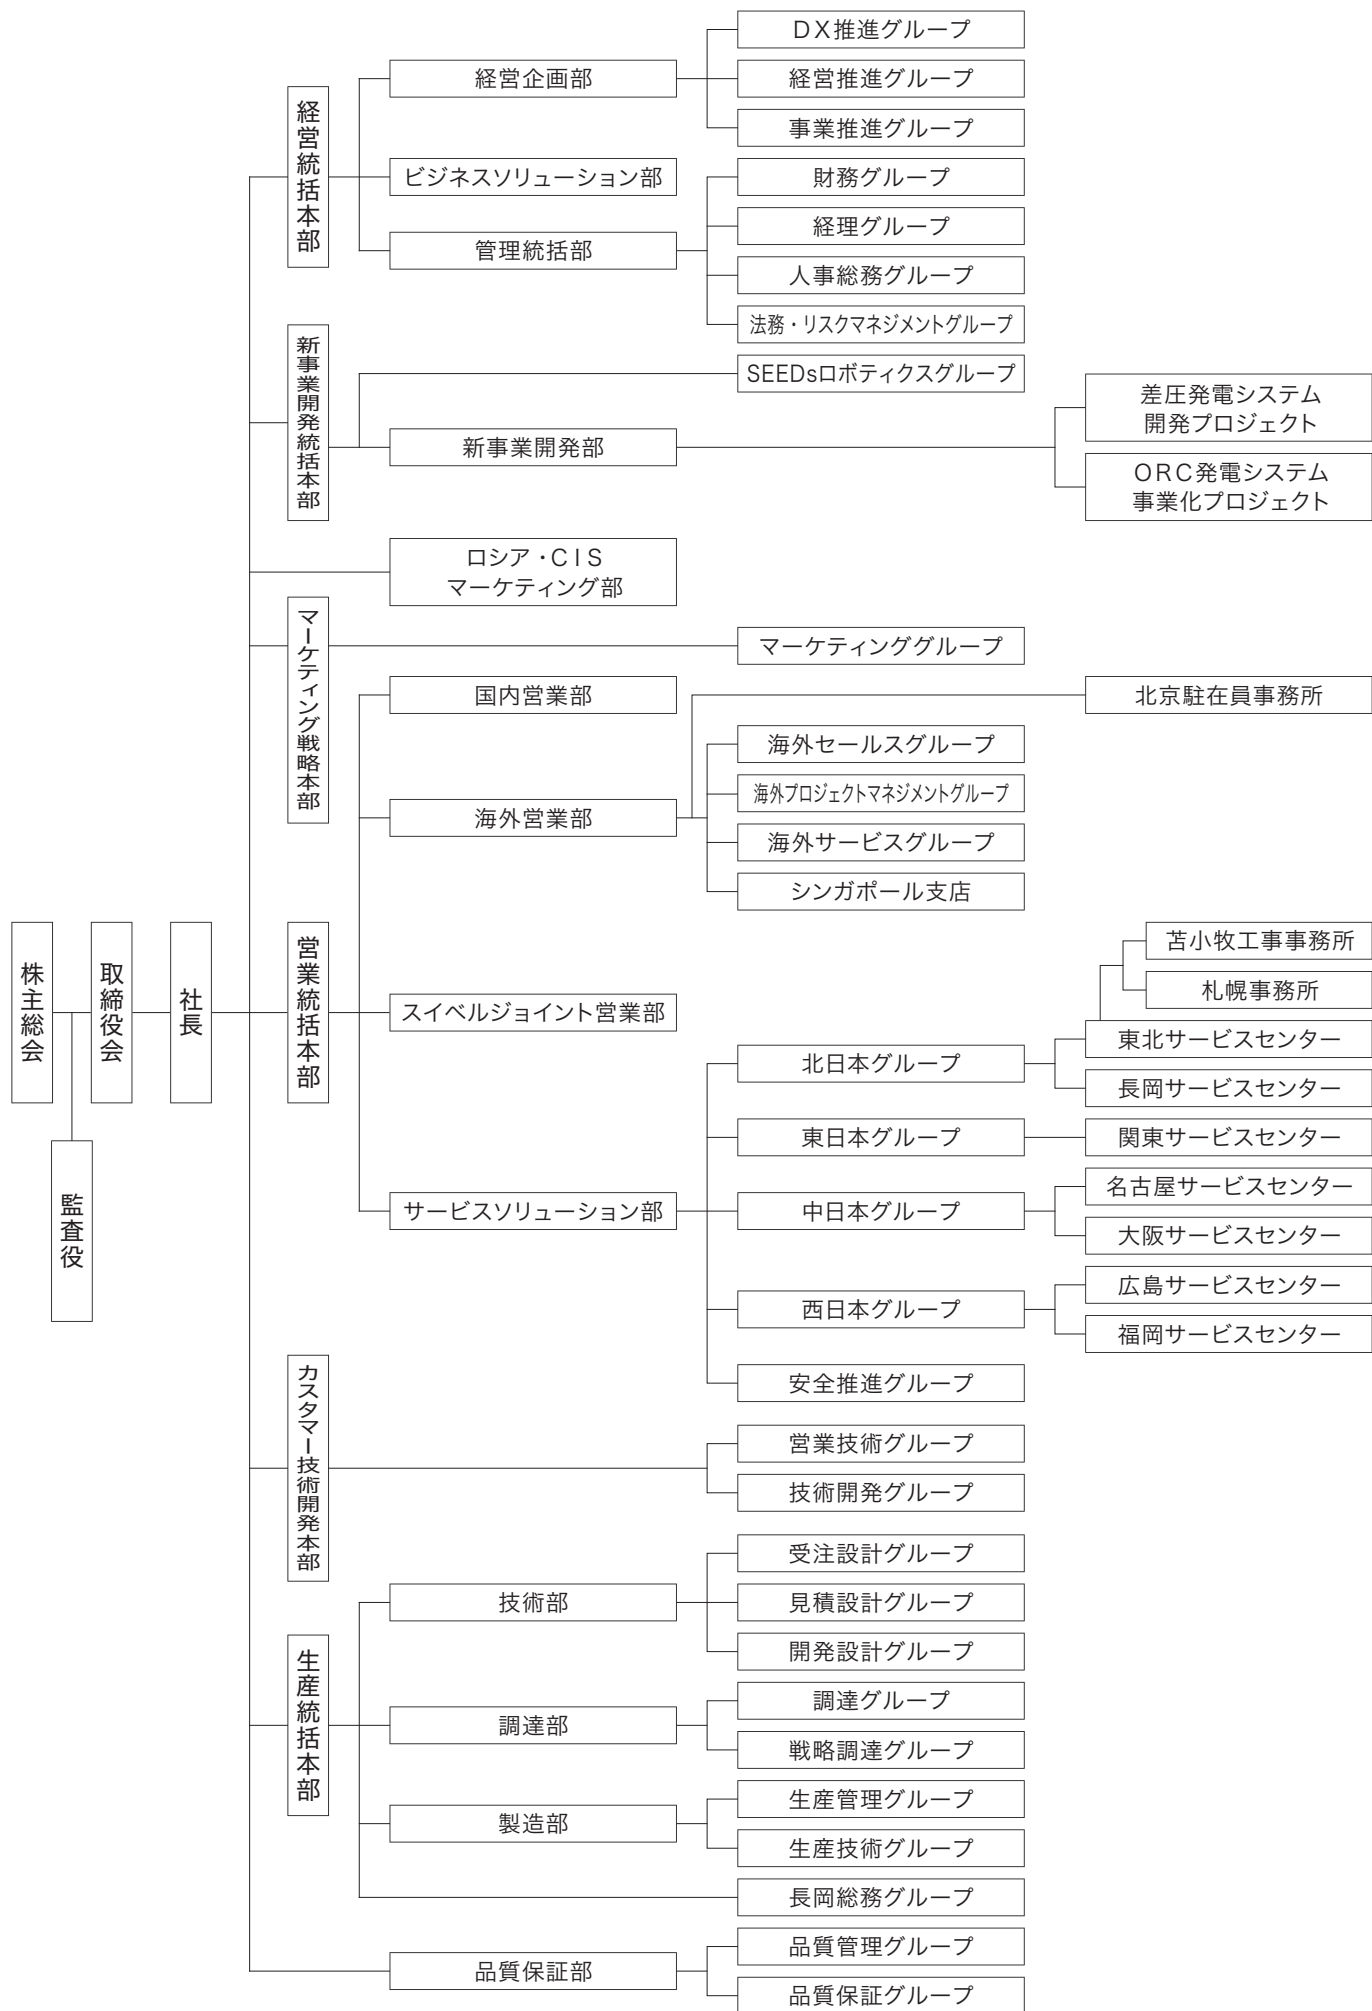 株主総会
取締役会
監査役
社長
経営統括本部
経営企画部
DX推進グループ
経営推進グループ
事業推進グループ
ビジネスソリューション部
管理統括部
財務グループ
経理グループ
人事総務グループ
法務・リスクマネジメントグループ
新事業開発統括本部
SEEDsロボティクスグループ
新事業開発部
差圧発電システム
開発プロジェクト
ORC発電システム
事業化プロジェクト
ロシア・CIS
マーケティング部
マーケティング戦略本部
マーケティンググループ
営業統括本部
国内営業部
海外営業部
北京駐在員事務所
海外セールスグループ
海外プロジェクトマネジメントグループ
海外サービスグループ
シンガポール支店
スイベルジョイント営業部
サービスソリューション部
北日本グループ
苫小牧工事事務所
札幌事務所
東北サービスセンター
長岡サービスセンター
東日本グループ
関東サービスセンター
中日本グループ
名古屋サービスセンター
大阪サービスセンター
西日本グループ
広島サービスセンター
福岡サービスセンター
安全推進グループ
カスタマー技術開発本部
営業技術グループ
技術開発グループ
生産統括本部
技術部
受注設計グループ
見積設計グループ
開発設計グループ
調達部
調達グループ
戦略調達グループ
製造部
生産管理グループ
生産技術グループ
長岡総務グループ
品質保証部
品質管理グループ
品質保証グループ